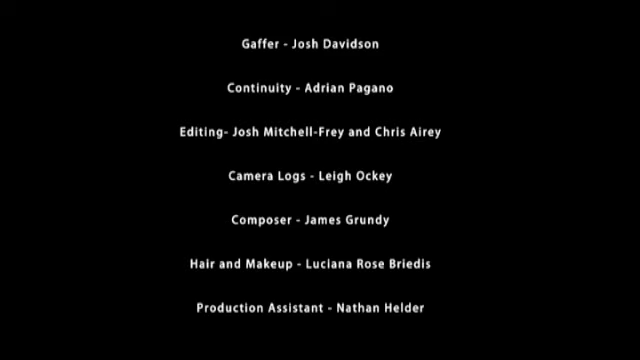 Gaffer - Josh Davidson
Continuity - Adrian Pagano
Editing- Josh Mitchell-Frey and Chris Airey
Camera Logs - Leigh Ockey
Composer - James Grundy
Hair and Makeup - Luciana Rose Briedis
Production Assistant - Nathan Helder